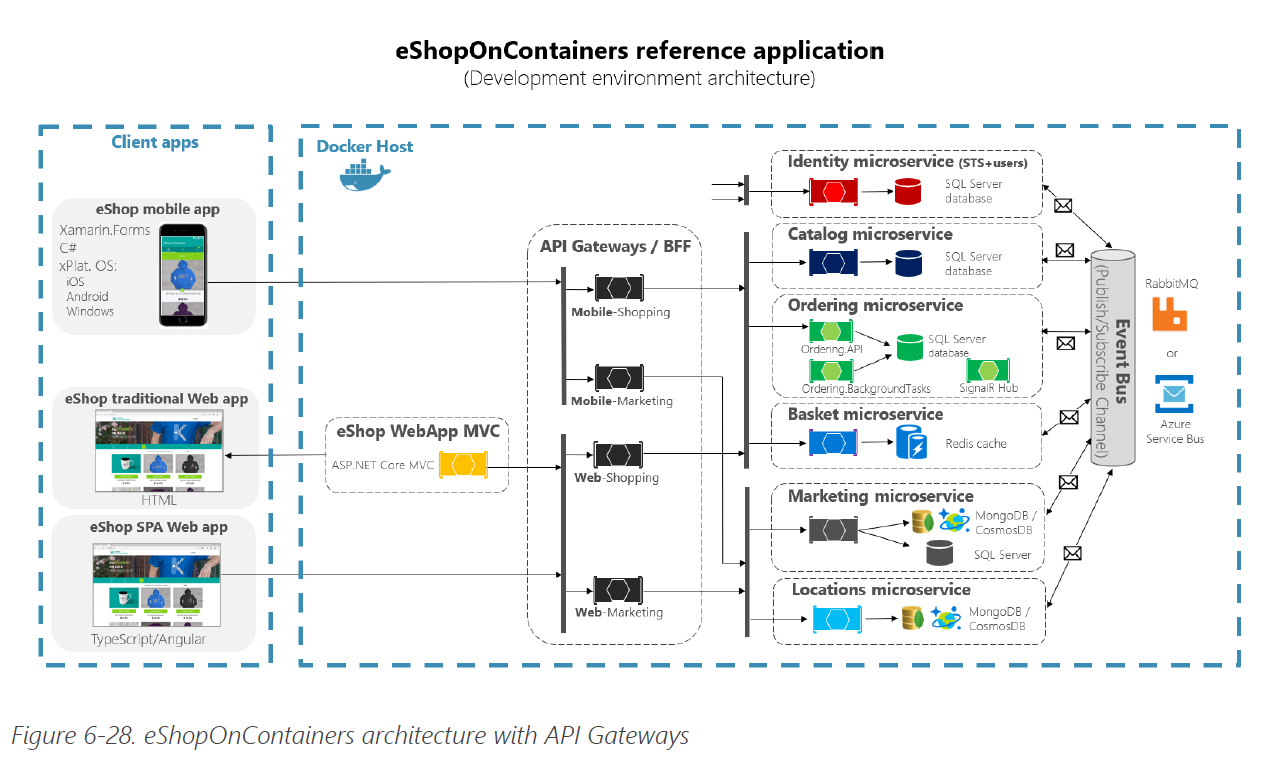 eShopOnContainers reference application
(Development environment architecture)
Client apps
eShop mobile app
Xamarin.Forms
C#
xPlat. OS:
iOS
Android
Windows
eShop traditional Web app
HTML
eShop SPA Web app
TypeScript/Angular
Docker Host
eShop WebApp MVC
ASP.NET Core MVC
API Gateways / BFF
Mobile-Shopping
Mobile-Marketing
Web-Shopping
Web-Marketing
Identity microservice (STS+users)
SQL Server
database
Catalog microservice
SQL Server
database
Ordering microservice
Ordering.API
SQL Server
database
Ordering.BackgroundTasks
SignalR Hub
Basket microservice
Redis cache
Marketing microservice
MongoDB /
CosmosDB
SQL Server
Locations microservice
MongoDB /
CosmosDB
Event Bus
(Publish/Subscribe Channel)
RabbitMQ
or
Azure
Service Bus
Figure 6-28. eShopOnContainers architecture with API Gateways